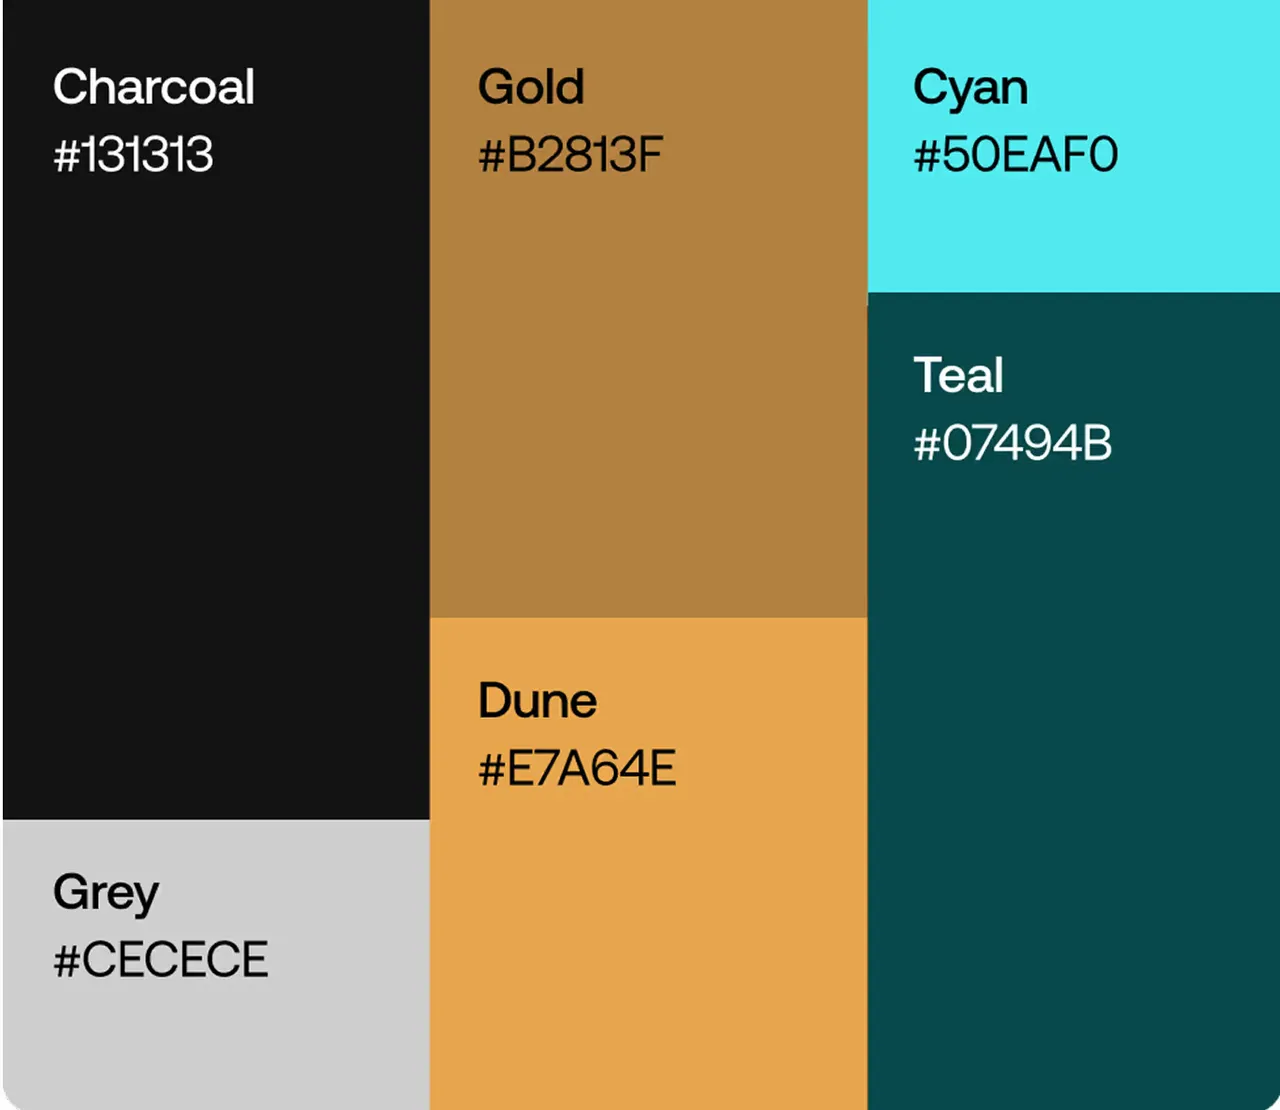 Charcoal
#131313
Grey
#CECECE
Gold
#B2813F
Dune
#E7A64E
Cyan
#50EAF0
Teal
#07494B